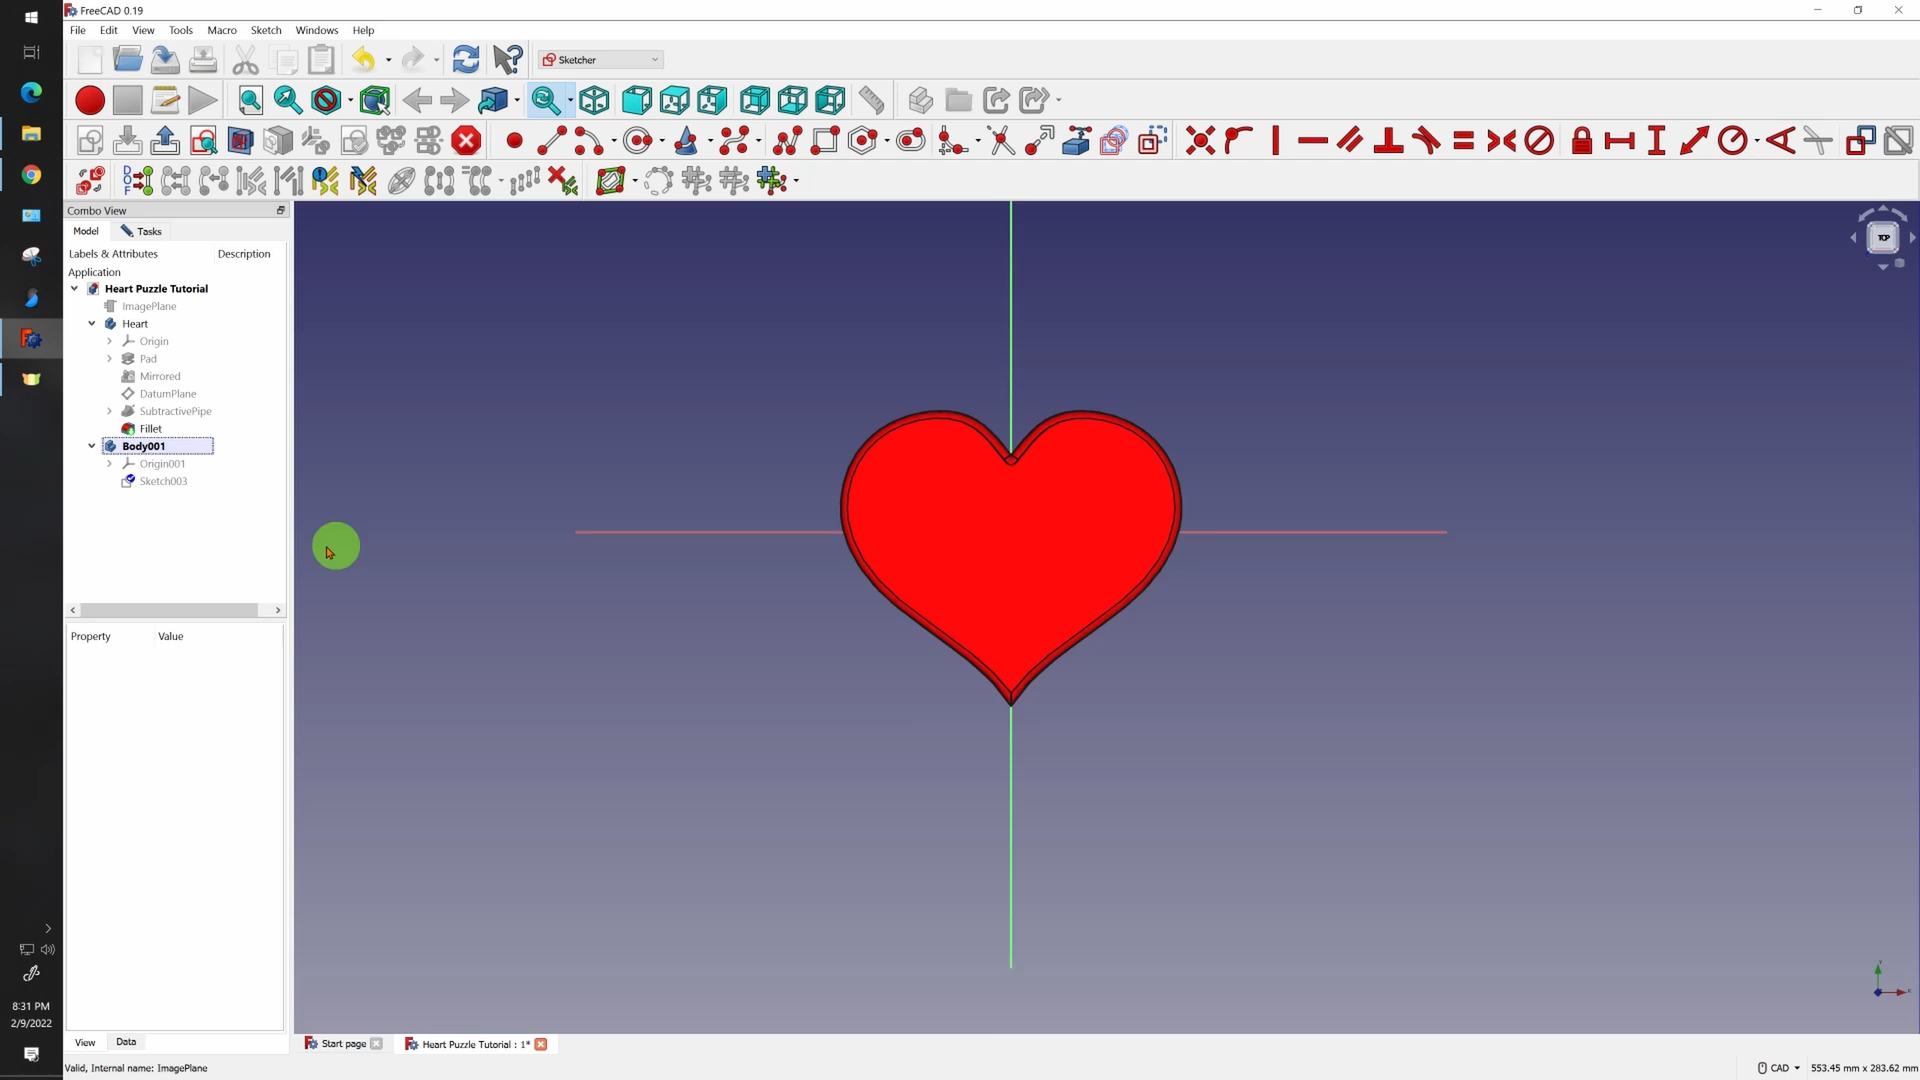 FreeCAD 0.19
File Edit View Tools Macro Sketch Windows Help
Sketcher
Combo View
Model Tasks
Labels & Attributes Description
Application
Heart Puzzle Tutorial
ImagePlane
Heart
Origin
Pad
Mirrored
DatumPlane
SubtractivePipe
Fillet
Body001
Origin001
Sketch003
Property Value
TOP
8:31 PM
2/9/2022
View Data
Start page Heart Puzzle Tutorial : 1*
Valid, Internal name: ImagePlane
CAD 553.45 mm x 283.62 mm